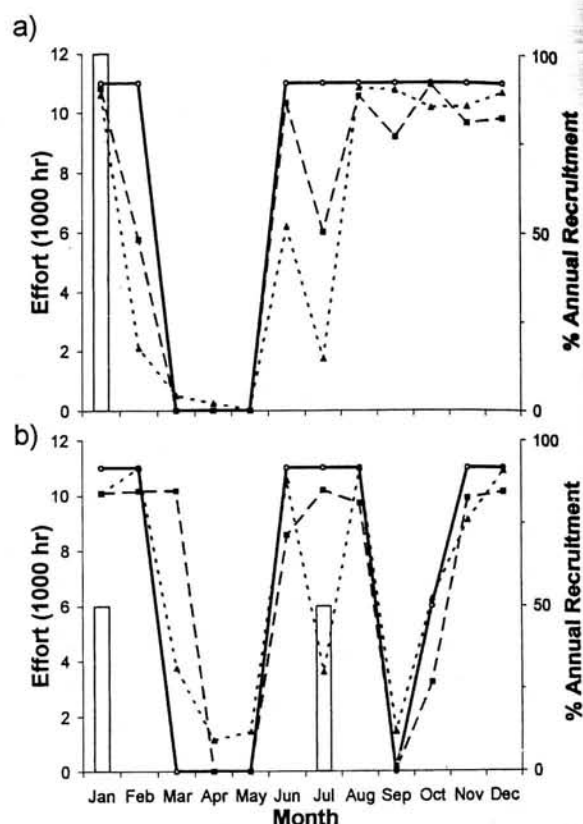 a)
12
10
8
6
4
2
0
Effort (1000 hr)
100
50
0
% Annual Recruitment
b)
12
10
8
6
4
2
0
Effort (1000 hr)
100
50
0
% Annual Recruitment
Jan Feb Mar Apr May Jun Jul Aug Sep Oct Nov Dec
Month